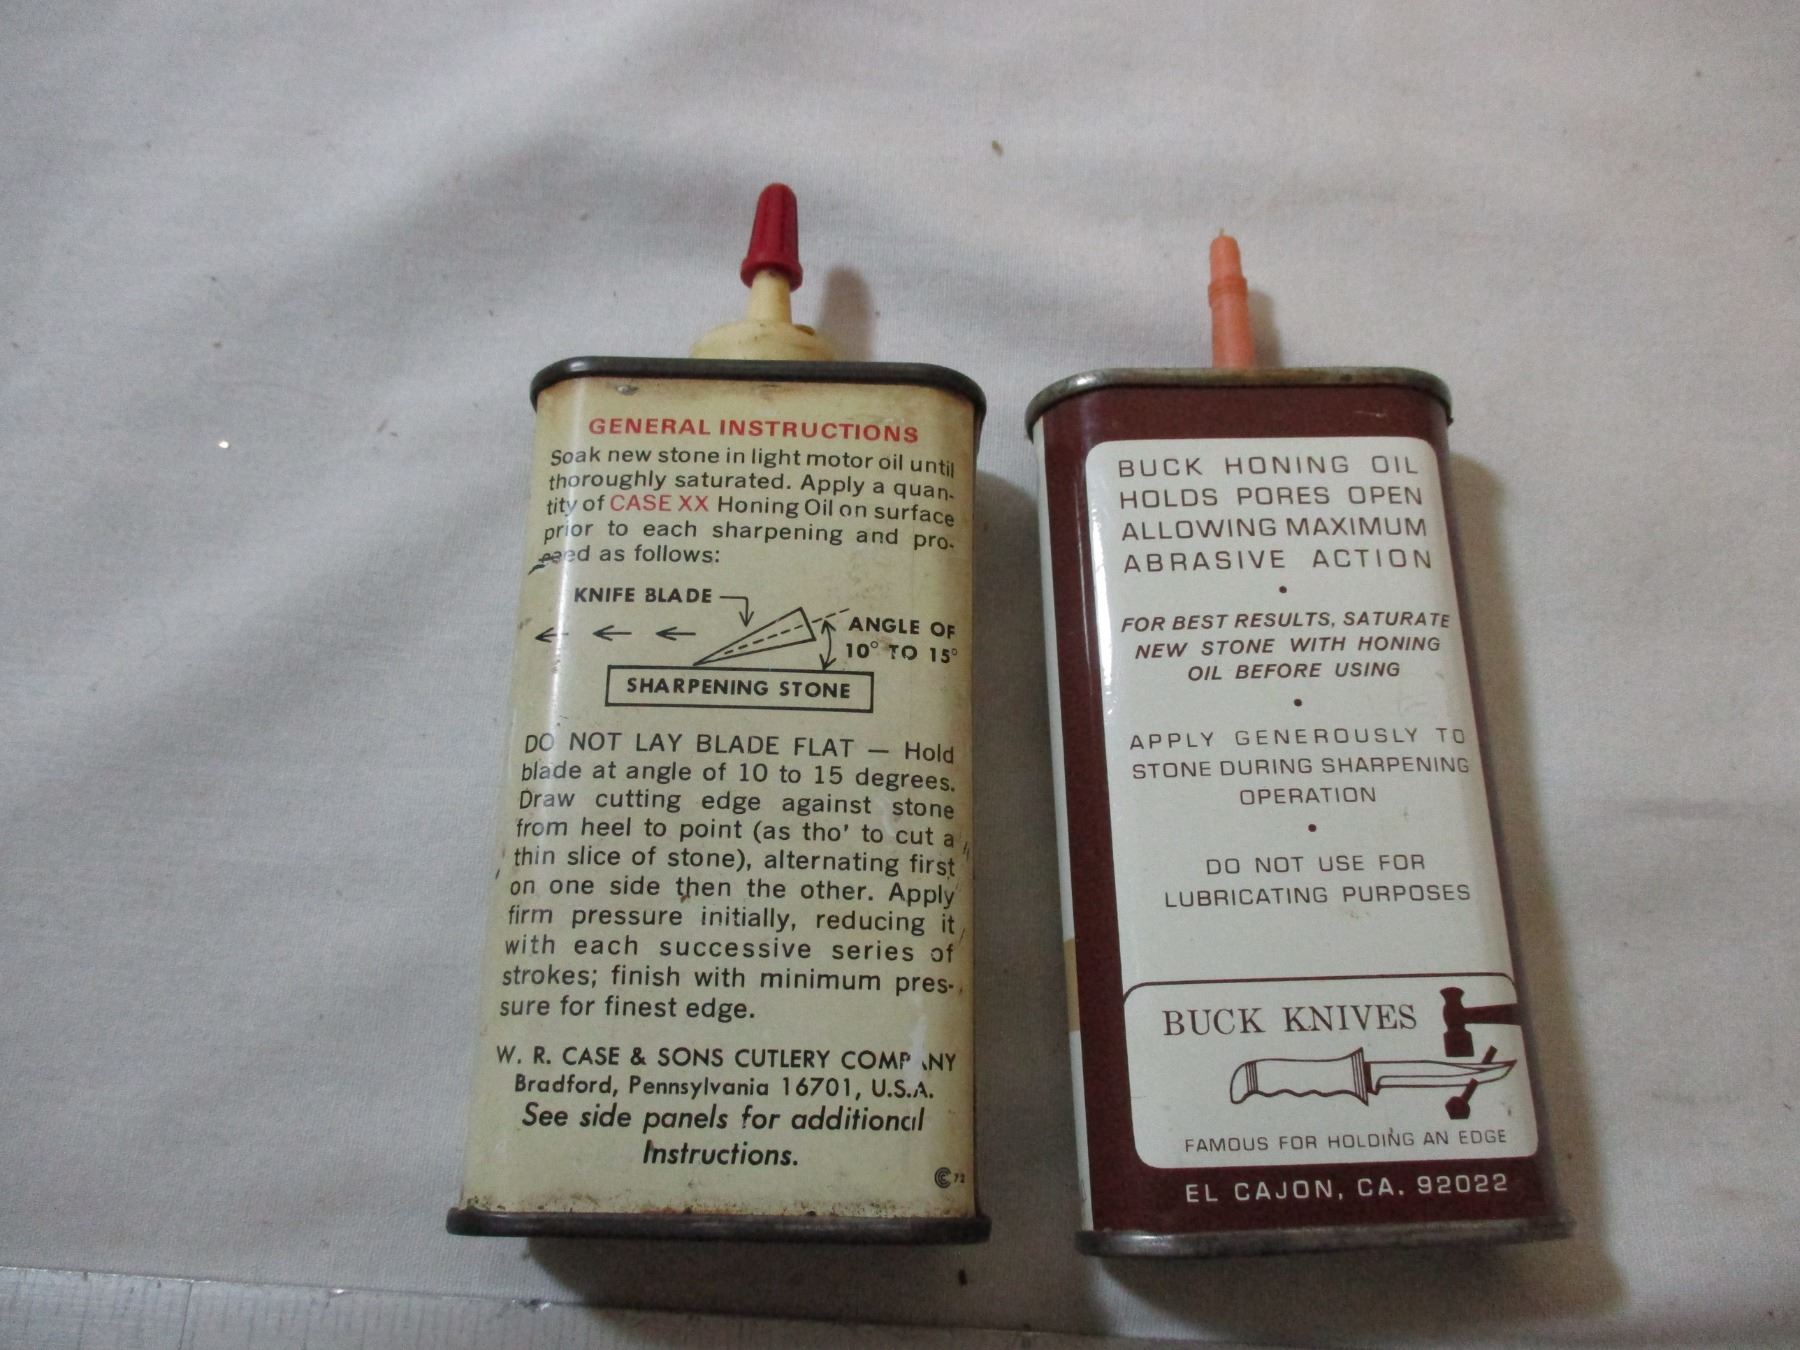 GENERAL INSTRUCTIONS
Soak new stone in light motor oil until
thoroughly saturated. Apply a quan-
tity of CASE XX Honing Oil on surface
prior to each sharpening and pro-
eed as follows:
KNIFE BLADE
ANGLE OF
10° TO 15°
SHARPENING STONE
DO NOT LAY BLADE FLAT — Hold
blade at angle of 10 to 15 degrees.
Draw cutting edge against stone
from heel to point (as tho' to cut a
thin slice of stone), alternating first
on one side then the other. Apply
firm pressure initially, reducing it
with each successive series of
strokes; finish with minimum pres-
sure for finest edge.
W. R. CASE & SONS CUTLERY COMPANY
Bradford, Pennsylvania 16701, U.S.A.
See side panels for additional
Instructions.
BUCK HONING OIL
HOLDS PORES OPEN
ALLOWING MAXIMUM
ABRASIVE ACTION
•
FOR BEST RESULTS, SATURATE
NEW STONE WITH HONING
OIL BEFORE USING
•
APPLY GENEROUSLY TO
STONE DURING SHARPENING
OPERATION
•
DO NOT USE FOR
LUBRICATING PURPOSES
BUCK KNIVES
FAMOUS FOR HOLDING AN EDGE
EL CAJON, CA. 92022